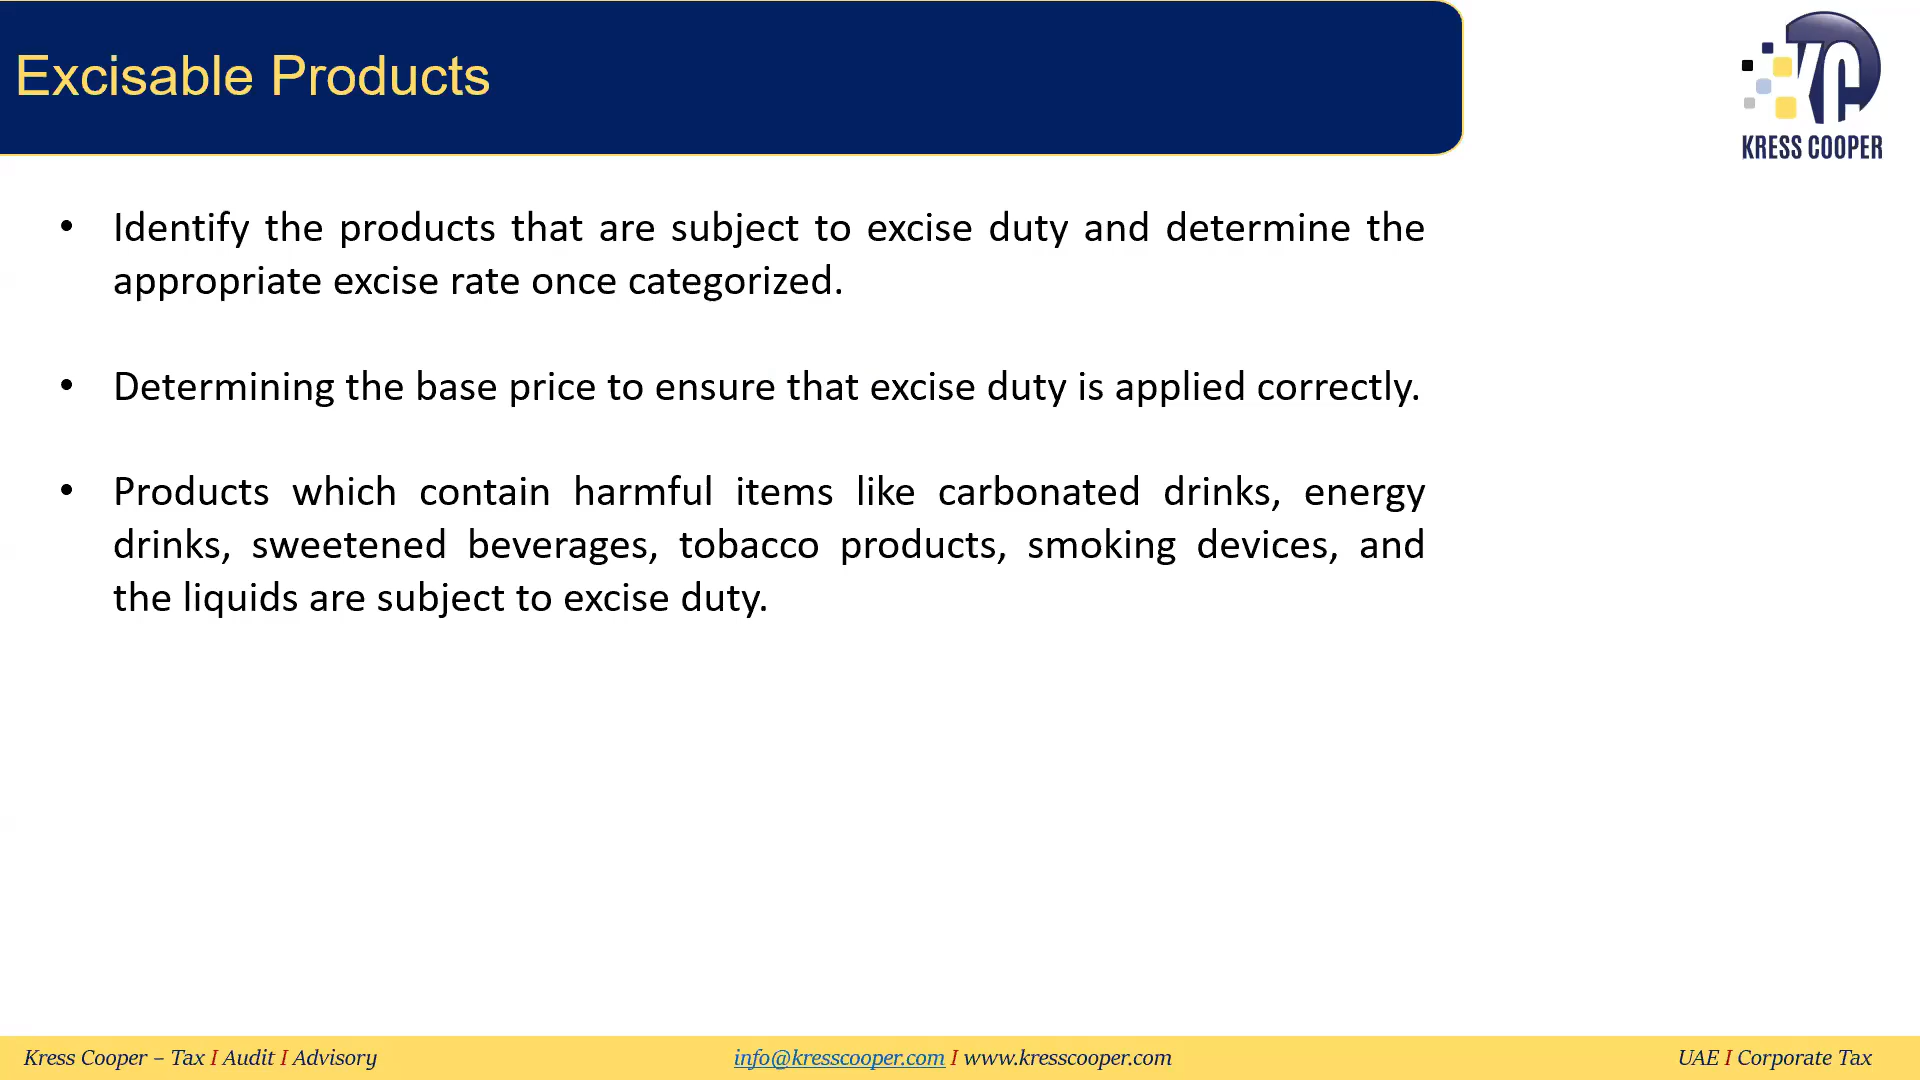 Excisable Products
KC
KRESS COOPER
• Identify the products that are subject to excise duty and determine the
appropriate excise rate once categorized.
• Determining the base price to ensure that excise duty is applied correctly.
• Products which contain harmful items like carbonated drinks, energy
drinks, sweetened beverages, tobacco products, smoking devices, and
the liquids are subject to excise duty.
Kress Cooper – Tax I Audit I Advisory
info@kresscooper.com I www.kresscooper.com
UAE I Corporate Tax